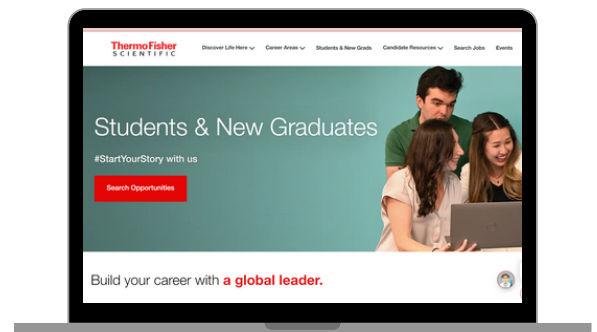 ThermoFisher
SCIENTIFIC
Discover Life Here
Career Areas
Students & New Grads
Candidate Resources
Search Jobs
Events
Students & New Graduates
#StartYourStory with us
Search Opportunities
Build your career with a global leader.